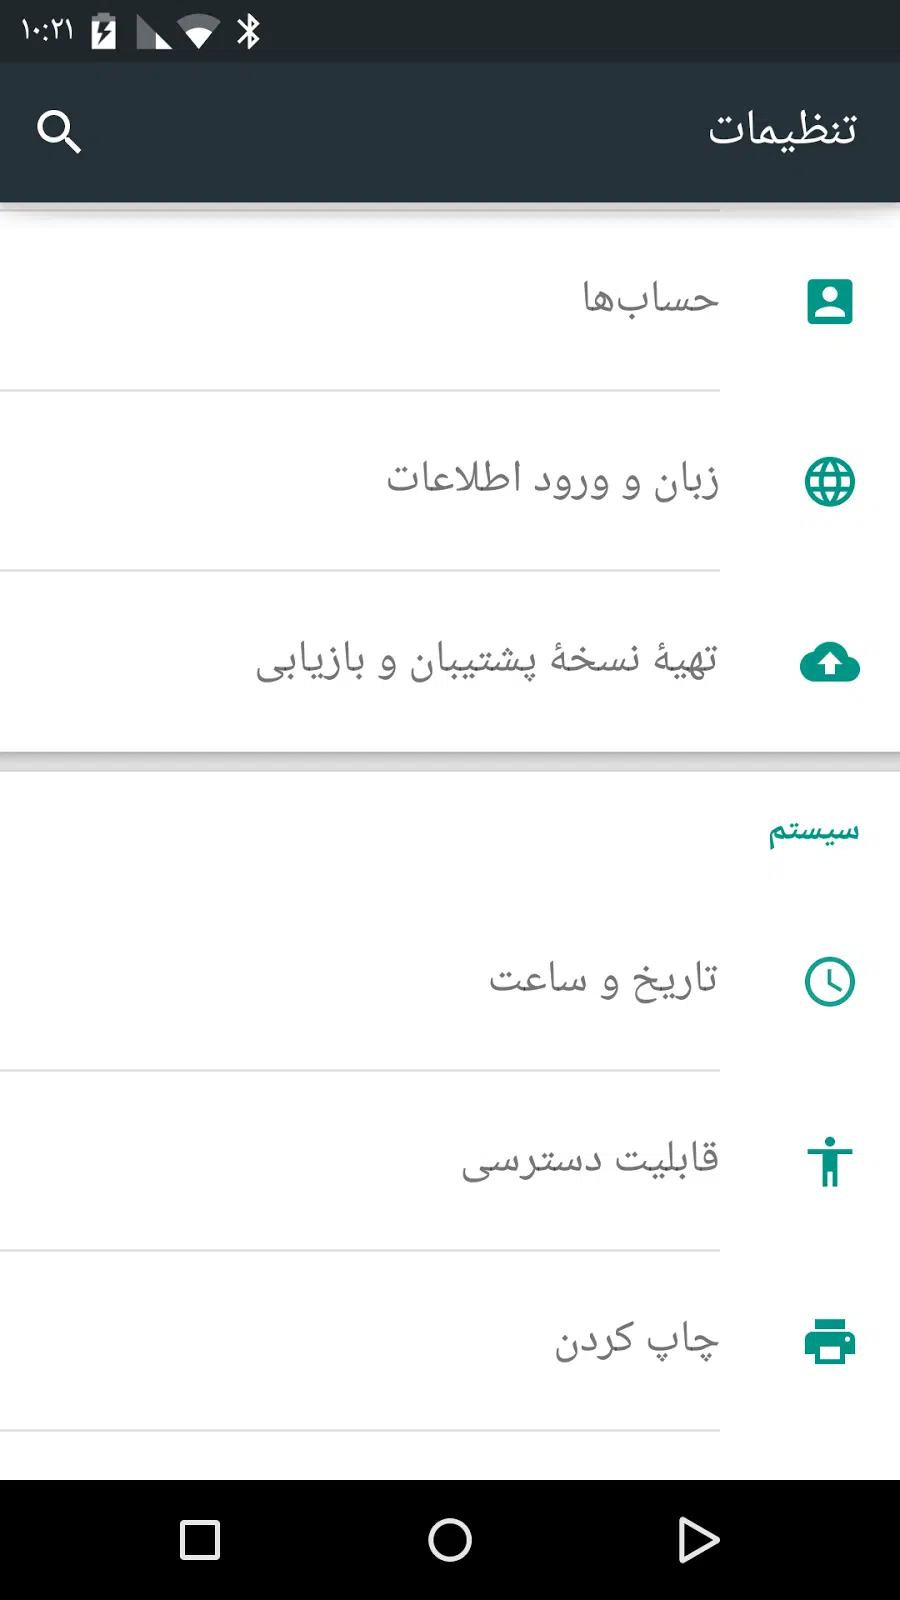 ۱۰:۲۱
تنظیمات
حساب‌ها
زبان و ورود اطلاعات
تهیهٔ نسخهٔ پشتیبان و بازیابی
سیستم
تاریخ و ساعت
قابلیت دسترسی
چاپ کردن